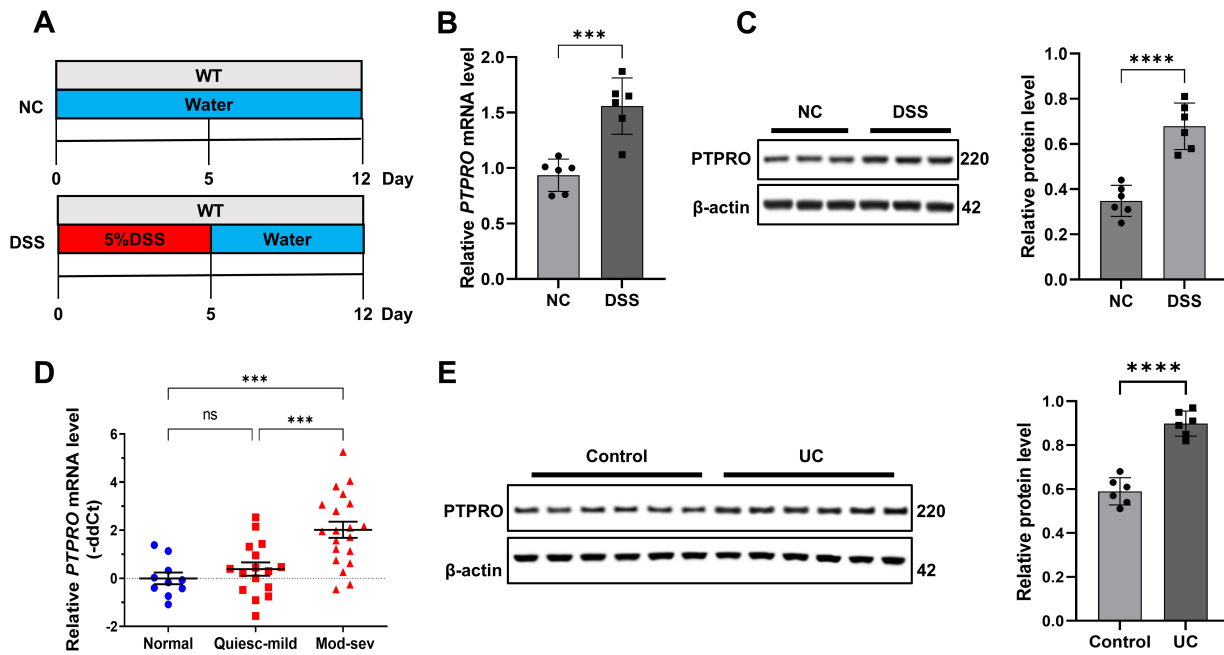 A
WT
NC
Water
0
5
12
Day
WT
DSS
5%DSS
Water
0
5
12
Day
B
Relative PTPRO mRNA level
2.0
1.5
1.0
0.5
0.0
***
NC
DSS
C
NC
DSS
PTPRO
220
β-actin
42
Relative protein level
1.0
0.8
0.6
0.4
0.2
0.0
****
NC
DSS
D
Relative PTPRO mRNA level
(-ddCt)
***
ns
***
6
4
2
0
-2
Normal
Quiesc-mild
Mod-sev
E
Control
UC
PTPRO
220
β-actin
42
Relative protein level
1.0
0.8
0.6
0.4
0.2
0.0
****
Control
UC